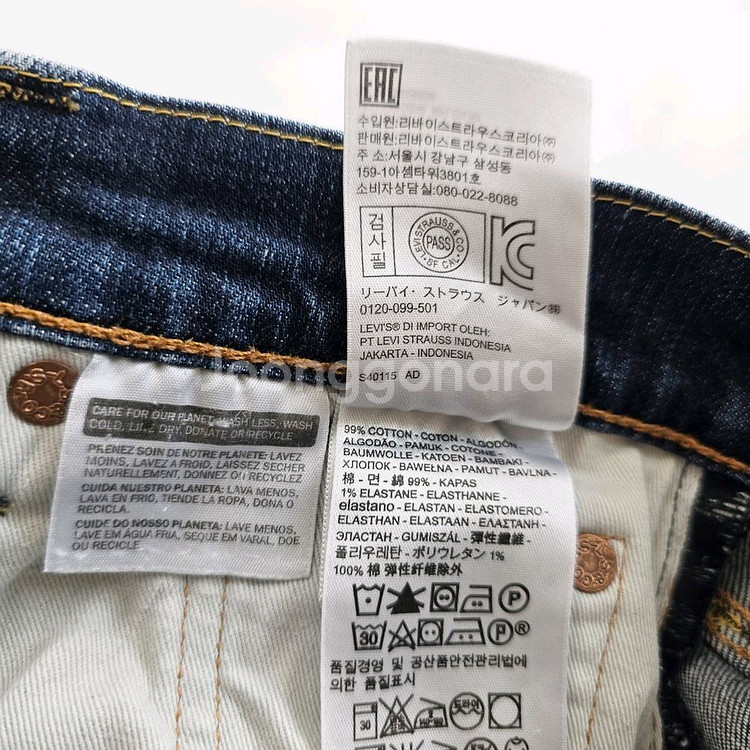 EAC
수입원:리바이스트라우스코리아㈜
판매원:리바이스트라우스코리아㈜
주 소:서울시 강남구 삼성동
159-1아셈타워3801호
소비자상담실:080-022-8088
검사필
LEVI STRAUSS & CO
PASS
SF CAL.
KC
リーバイ・ストラウス ジャパン㈱
0120-099-501
LEVI'S® DI IMPORT OLEH:
PT LEVI STRAUSS INDONESIA
JAKARTA - INDONESIA
S40115 AD
joonggonara
CARE FOR OUR PLANET: WASH LESS, WASH
COLD, LINE DRY, DONATE OR RECYCLE
PRENEZ SOIN DE NOTRE PLANETE: LAVEZ
MOINS, LAVEZ A FROID, LAISSEZ SECHER
NATURELLEMENT, DONNEZ OU RECYCLEZ
CUIDA NUESTRO PLANETA: LAVA MENOS,
LAVA EN FRIO, TIENDE LA ROPA, DONA O
RECICLA.
CUIDE DO NOSSO PLANETA: LAVE MENOS,
LAVE EM ÁGUA FRIA, SEQUE EM VARAL, DOE
OU RECICLE
99% COTTON - COTON - ALGODÓN -
ALGODÃO - PAMUK - COTONE -
BAUMWOLLE - KATOEN - BAMBAKI -
ХЛОПОК - BAWEŁNA - PAMUT - BAVLNA -
棉 - 면 - 綿 99% - KAPAS
1% ELASTANE - ELASTHANNE -
elastano - ELASTAN - ELASTOMERO -
ELASTHAN - ELASTAAN - ΕΛΑΣΤΑΝΗ -
ЭЛАСТАН - GUMISZÁL - 彈性纖維 -
폴리우레탄 - ポリウレタン 1%
100% 棉 弹性纤维除外
P
30 P®
품질경영 및 공산품안전관리법에
의한 품질표시
30 드라이